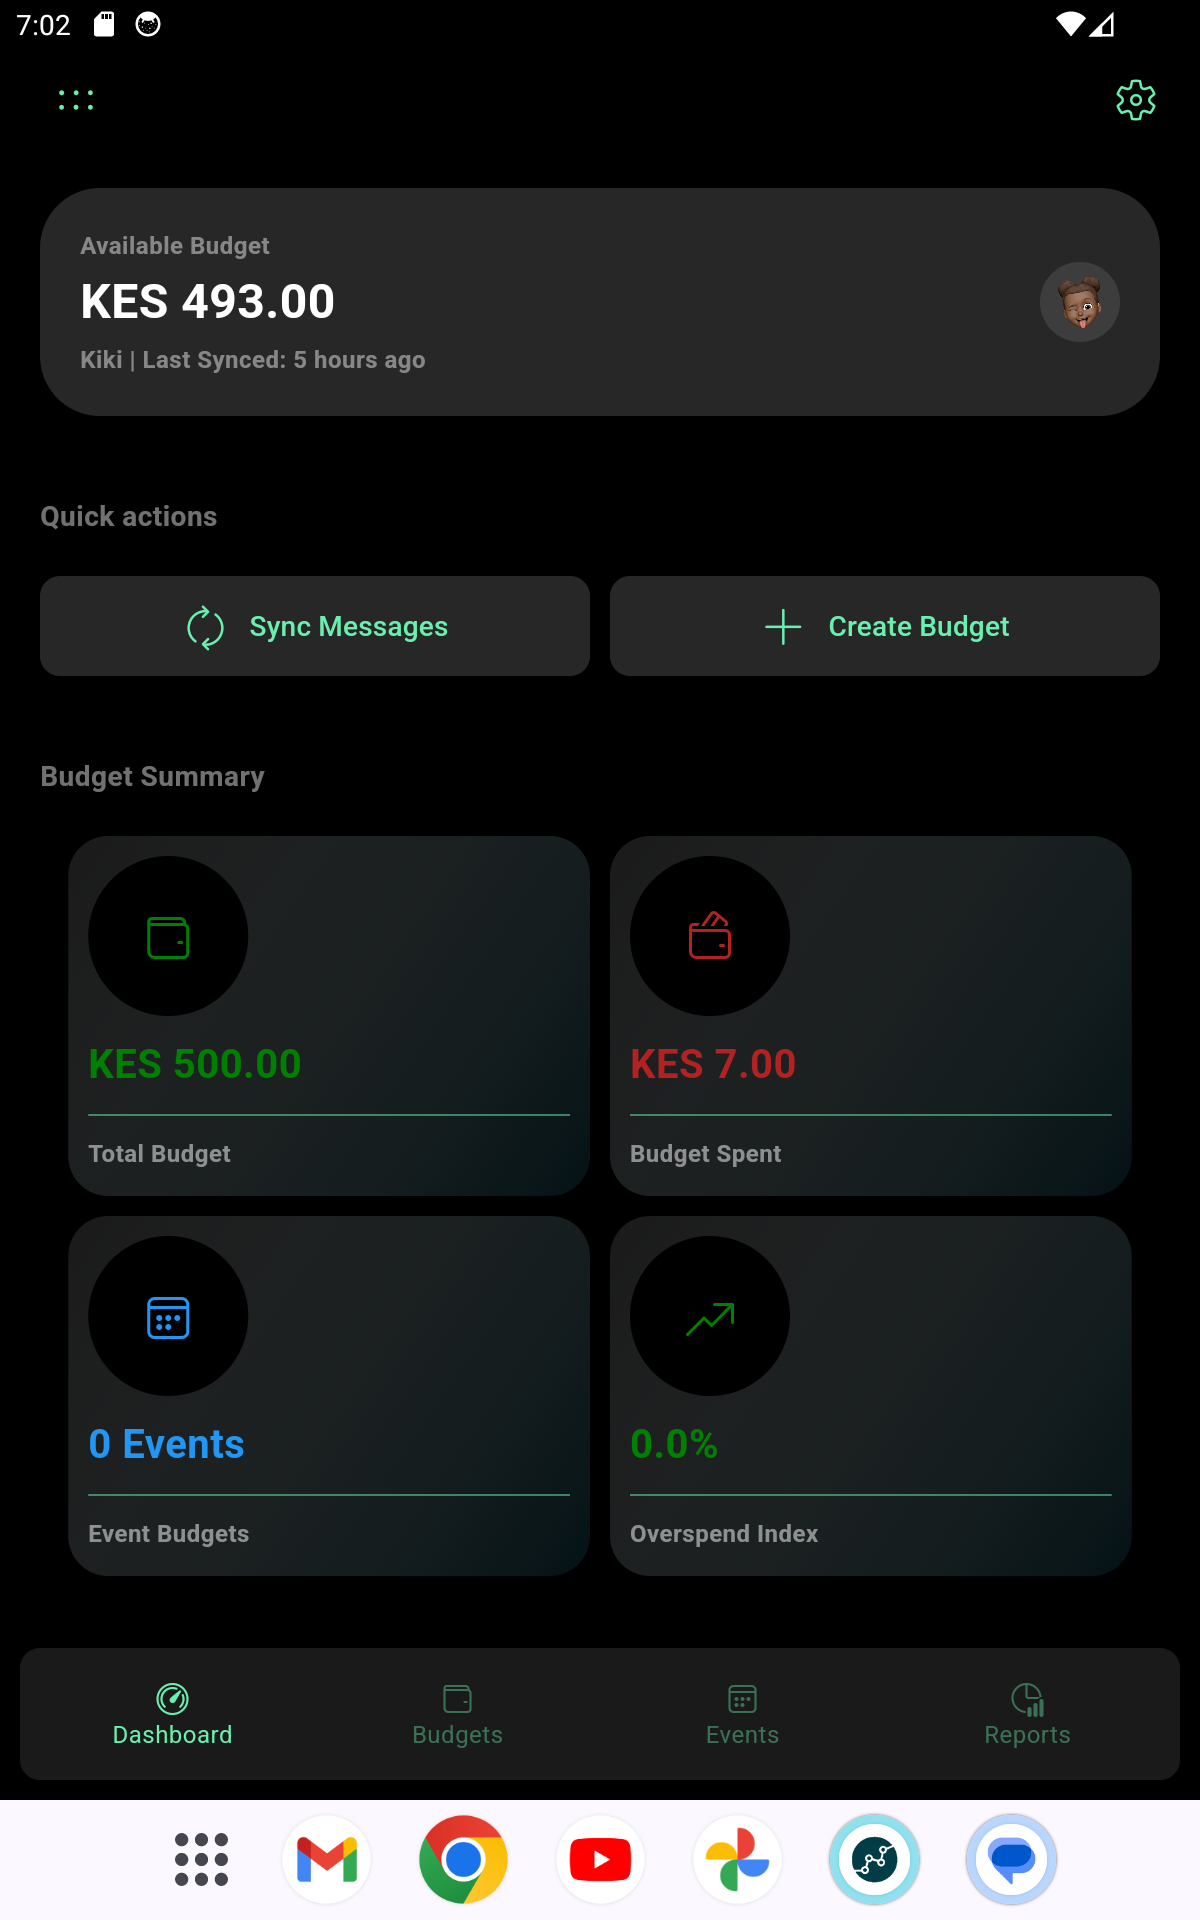 7:02
Available Budget
KES 493.00
Kiki | Last Synced: 5 hours ago
Quick actions
Sync Messages
Create Budget
Budget Summary
KES 500.00
Total Budget
KES 7.00
Budget Spent
0 Events
Event Budgets
0.0%
Overspend Index
Dashboard
Budgets
Events
Reports